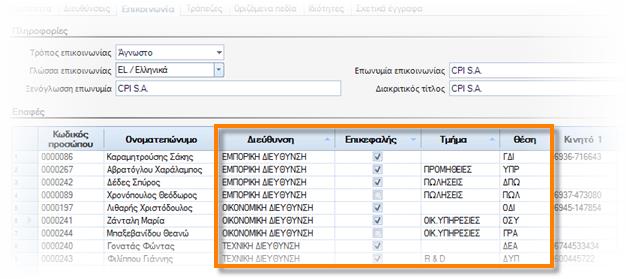 Διευθύνσεις Επικοινωνία Τράπεζες Οριζόμενα πεδία Ιδιότητες Σχετικά έγγραφα
Πληροφορίες
Τρόπος επικοινωνίας Άγνωστο
Γλώσσα επικοινωνίας EL / Ελληνικά Επωνυμία επικοινωνίας CPI S.A.
Ξενόγλωσση επωνυμία CPI S.A. Διακριτικός τίτλος CPI S.A.
Επαφές
Κωδικός προσώπου Ονοματεπώνυμο Διεύθυνση Επικεφαλής Τμήμα Θέση Κινητό 1
1 0000086 Καραμητρούσης Σάκης ΕΜΠΟΡΙΚΗ ΔΙΕΥΘΥΝΣΗ ΓΔΙ 6936-716643
2 0000267 Αβρατόγλου Χαράλαμπος ΕΜΠΟΡΙΚΗ ΔΙΕΥΘΥΝΣΗ ΠΡΟΜΗΘΕΙΕΣ ΥΠΡ
3 0000242 Δέδες Σπύρος ΕΜΠΟΡΙΚΗ ΔΙΕΥΘΥΝΣΗ ΠΩΛΗΣΕΙΣ ΔΠΩ
4 0000089 Χρονόπουλος Θεόδωρος ΕΜΠΟΡΙΚΗ ΔΙΕΥΘΥΝΣΗ ΠΩΛΗΣΕΙΣ ΠΩΛ 6937-473080
5 0000197 Λιθαρής Χριστόδουλος ΟΙΚΟΝΟΜΙΚΗ ΔΙΕΥΘΥΝΣΗ ΟΔΙ 6945-147854
6 0000241 Ζάνταλη Μαρία ΟΙΚΟΝΟΜΙΚΗ ΔΙΕΥΘΥΝΣΗ ΟΙΚ.ΥΠΗΡΕΣΙΕΣ ΟΣΥ
7 0000244 Μπαξεβανίδου Θεανώ ΟΙΚΟΝΟΜΙΚΗ ΔΙΕΥΘΥΝΣΗ ΟΙΚ.ΥΠΗΡΕΣΙΕΣ ΓΡΑ
8 0000240 Γονατάς Φώντας ΤΕΧΝΙΚΗ ΔΙΕΥΘΥΝΣΗ ΔΕΑ 6744533434
9 0000243 Φιλίππου Γιάννης ΤΕΧΝΙΚΗ ΔΙΕΥΘΥΝΣΗ R & D ΔΥΠ 600445722